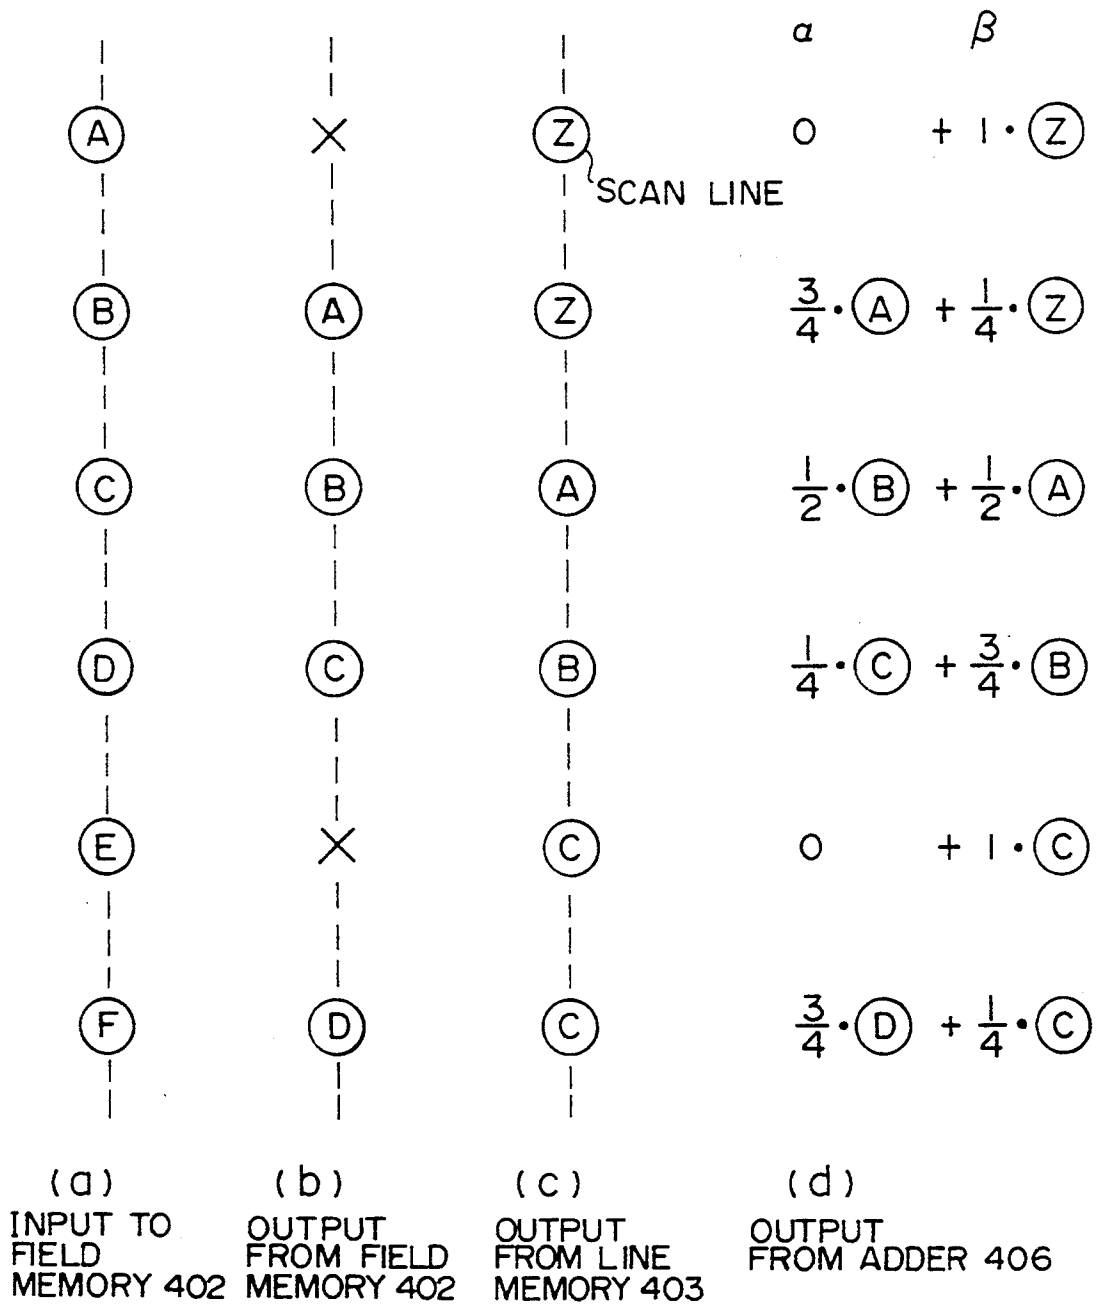 α β
A × Z 0 + 1 · Z
SCAN LINE
B A Z 3/4 · A + 1/4 · Z
C B A 1/2 · B + 1/2 · A
D C B 1/4 · C + 3/4 · B
E × C 0 + 1 · C
F D C 3/4 · D + 1/4 · C
(a) (b) (c) (d)
INPUT TO
FIELD
MEMORY 402
OUTPUT
FROM FIELD
MEMORY 402
OUTPUT
FROM LINE
MEMORY 403
OUTPUT
FROM ADDER 406